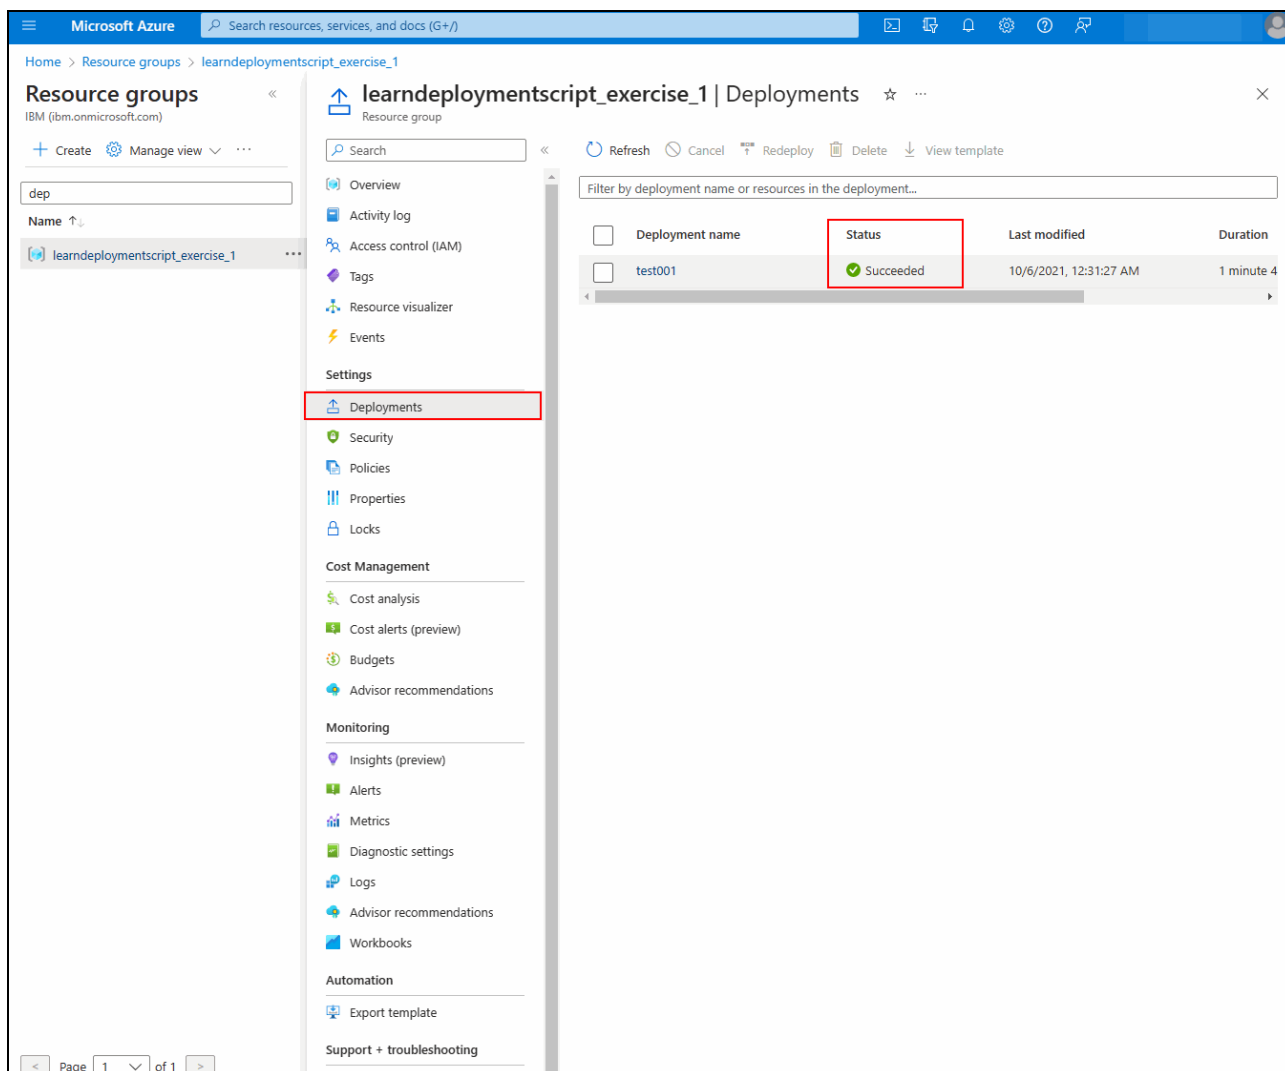 Microsoft Azure
Search resources, services, and docs (G+/)
Home > Resource groups > learndeploymentscript_exercise_1
Resource groups
IBM (ibm.onmicrosoft.com)
Create Manage view ...
dep
Name
learndeploymentscript_exercise_1 ...
Page 1 of 1
learndeploymentscript_exercise_1 | Deployments ...
Resource group
Search
Overview
Activity log
Access control (IAM)
Tags
Resource visualizer
Events
Settings
Deployments
Security
Policies
Properties
Locks
Cost Management
Cost analysis
Cost alerts (preview)
Budgets
Advisor recommendations
Monitoring
Insights (preview)
Alerts
Metrics
Diagnostic settings
Logs
Advisor recommendations
Workbooks
Automation
Export template
Support + troubleshooting
Refresh Cancel Redeploy Delete View template
Filter by deployment name or resources in the deployment...
Deployment name Status Last modified Duration
test001 Succeeded 10/6/2021, 12:31:27 AM 1 minute 4